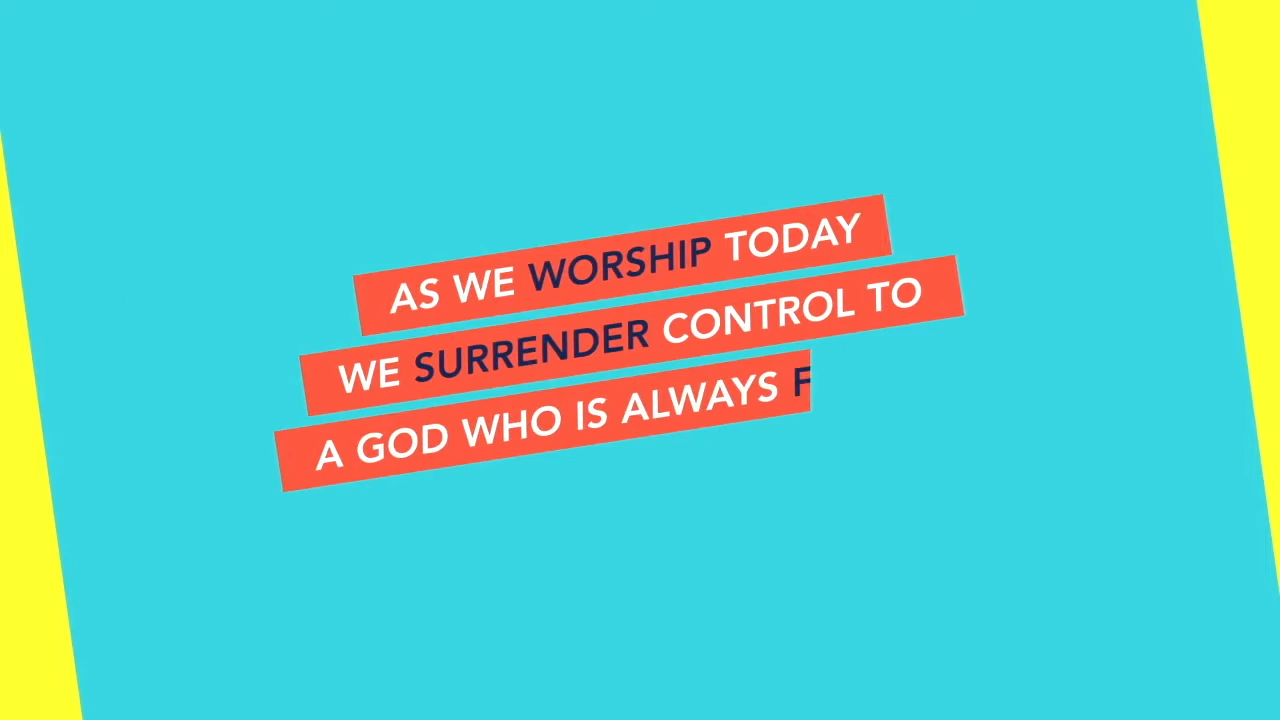 AS WE WORSHIP TODAY
WE SURRENDER CONTROL TO
A GOD WHO IS ALWAYS